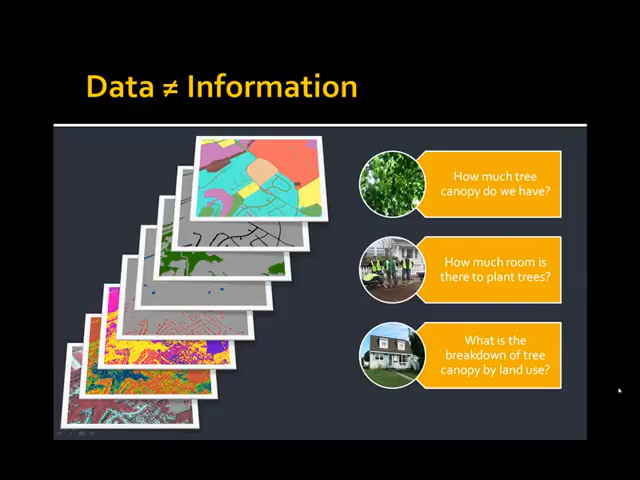 Data ≠ Information
How much tree
canopy do we have?
How much room is
there to plant trees?
What is the
breakdown of tree
canopy by land use?